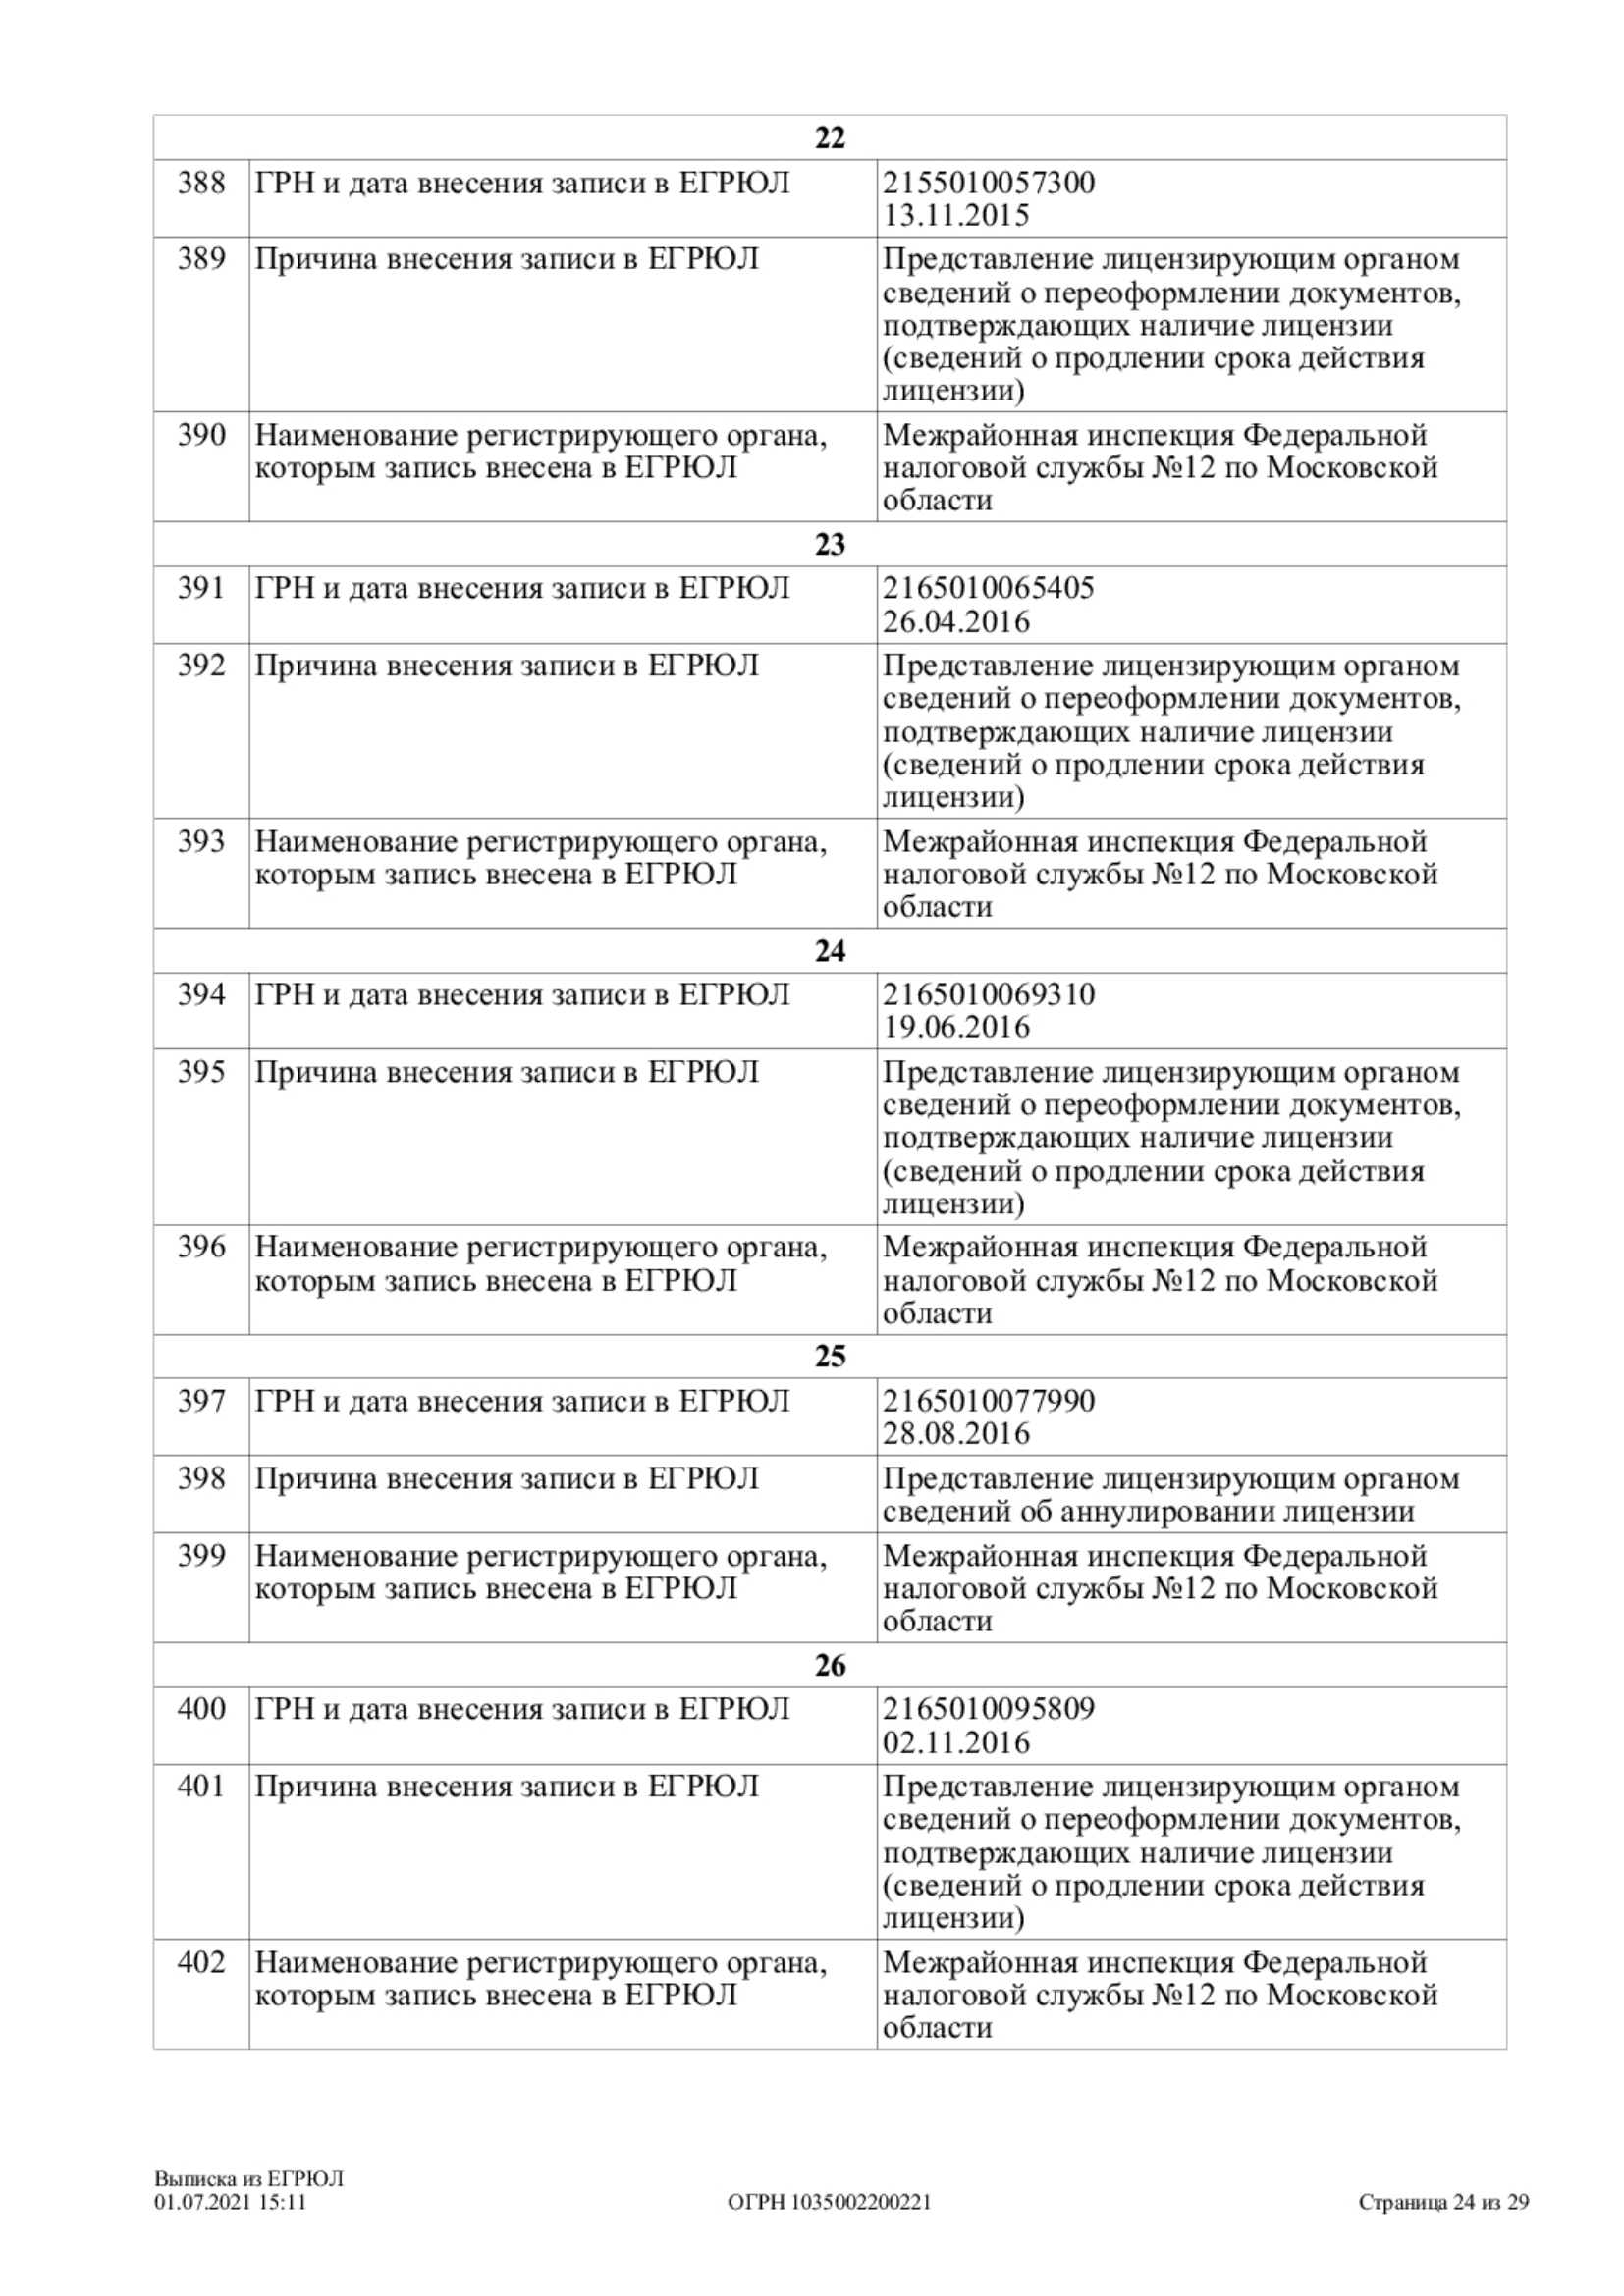 22
388 ГРН и дата внесения записи в ЕГРЮЛ 2155010057300
13.11.2015
389 Причина внесения записи в ЕГРЮЛ Представление лицензирующим органом
сведений о переоформлении документов,
подтверждающих наличие лицензии
(сведений о продлении срока действия
лицензии)
390 Наименование регистрирующего органа, Межрайонная инспекция Федеральной
которым запись внесена в ЕГРЮЛ налоговой службы №12 по Московской
области
23
391 ГРН и дата внесения записи в ЕГРЮЛ 2165010065405
26.04.2016
392 Причина внесения записи в ЕГРЮЛ Представление лицензирующим органом
сведений о переоформлении документов,
подтверждающих наличие лицензии
(сведений о продлении срока действия
лицензии)
393 Наименование регистрирующего органа, Межрайонная инспекция Федеральной
которым запись внесена в ЕГРЮЛ налоговой службы №12 по Московской
области
24
394 ГРН и дата внесения записи в ЕГРЮЛ 2165010069310
19.06.2016
395 Причина внесения записи в ЕГРЮЛ Представление лицензирующим органом
сведений о переоформлении документов,
подтверждающих наличие лицензии
(сведений о продлении срока действия
лицензии)
396 Наименование регистрирующего органа, Межрайонная инспекция Федеральной
которым запись внесена в ЕГРЮЛ налоговой службы №12 по Московской
области
25
397 ГРН и дата внесения записи в ЕГРЮЛ 2165010077990
28.08.2016
398 Причина внесения записи в ЕГРЮЛ Представление лицензирующим органом
сведений об аннулировании лицензии
399 Наименование регистрирующего органа, Межрайонная инспекция Федеральной
которым запись внесена в ЕГРЮЛ налоговой службы №12 по Московской
области
26
400 ГРН и дата внесения записи в ЕГРЮЛ 2165010095809
02.11.2016
401 Причина внесения записи в ЕГРЮЛ Представление лицензирующим органом
сведений о переоформлении документов,
подтверждающих наличие лицензии
(сведений о продлении срока действия
лицензии)
402 Наименование регистрирующего органа, Межрайонная инспекция Федеральной
которым запись внесена в ЕГРЮЛ налоговой службы №12 по Московской
области
Выписка из ЕГРЮЛ
01.07.2021 15:11 ОГРН 1035002200221 Страница 24 из 29